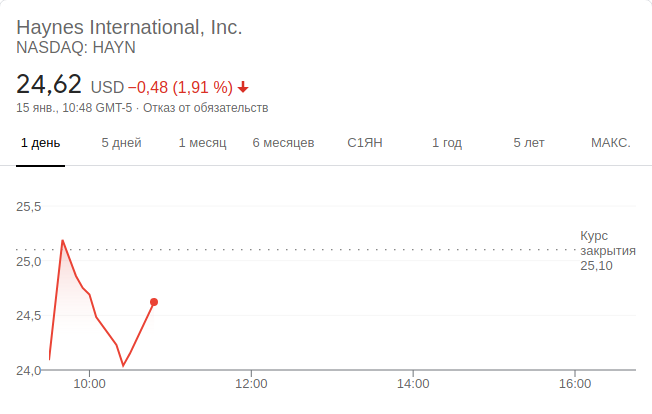 Haynes International, Inc.
NASDAQ: HAYN
24,62 USD −0,48 (1,91 %)
15 янв., 10:48 GMT-5 · Отказ от обязательств
1 день 5 дней 1 месяц 6 месяцев С1ЯН 1 год 5 лет МАКС.
25,5
Курс
закрытия
25,0
25,10
24,5
24,0
10:00 12:00 14:00 16:00